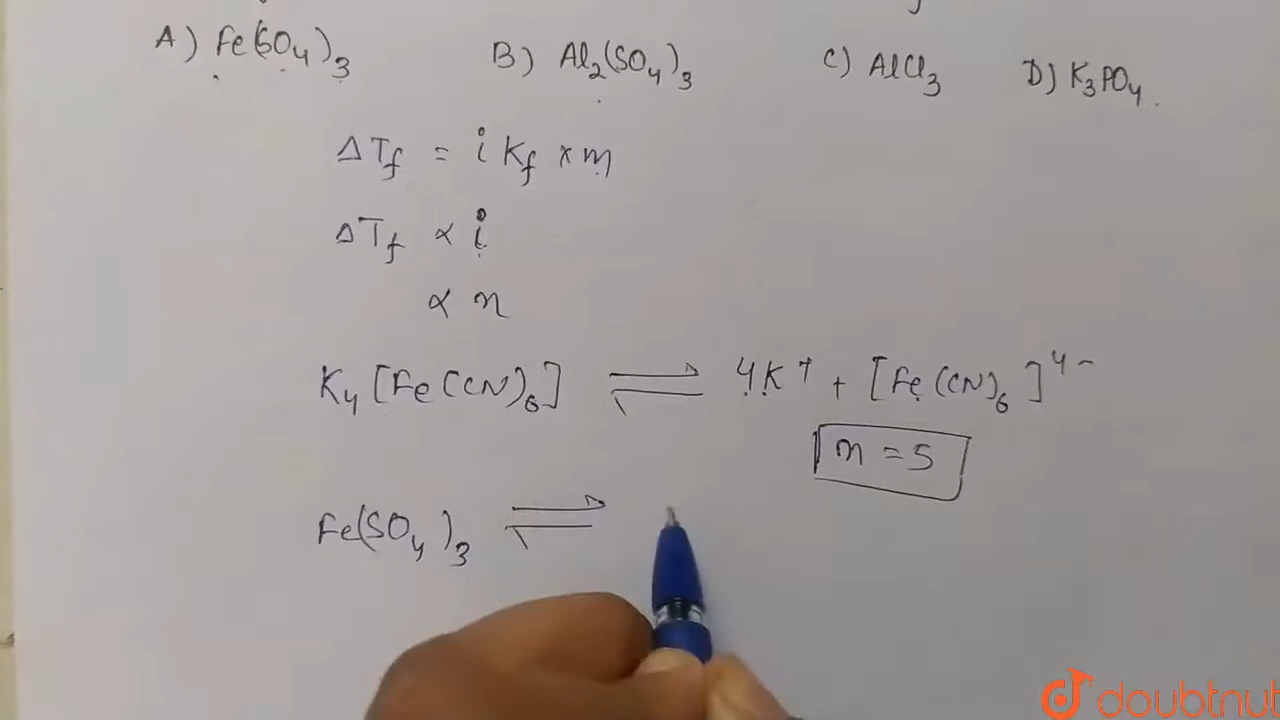 A) Fe(SO4)3 B) Al2(SO4)3 C) AlCl3 D) K3PO4.
ΔTf = i Kf × m
ΔTf ∝ i
∝ n
K4[Fe(CN)6] ⇌ 4K+ + [Fe(CN)6]4−
n = 5
Fe(SO4)3 ⇌
doubtnut